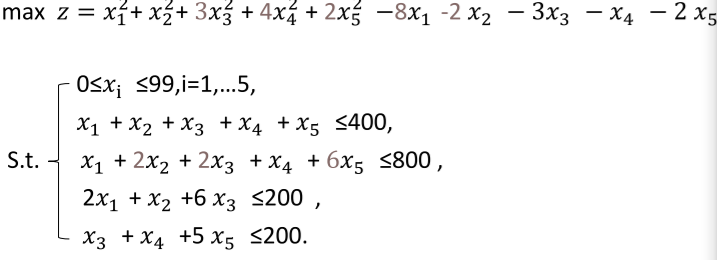 max z = x₁²+ x₂²+ 3x₃² + 4x₄² + 2x₅² −8x₁ -2 x₂ − 3x₃ − x₄ − 2 x₅
0≤xᵢ ≤99,i=1,...5,
x₁ + x₂ + x₃ + x₄ + x₅ ≤400,
S.t. x₁ + 2x₂ + 2x₃ + x₄ + 6x₅ ≤800 ,
2x₁ + x₂ +6 x₃ ≤200 ,
x₃ + x₄ +5 x₅ ≤200.